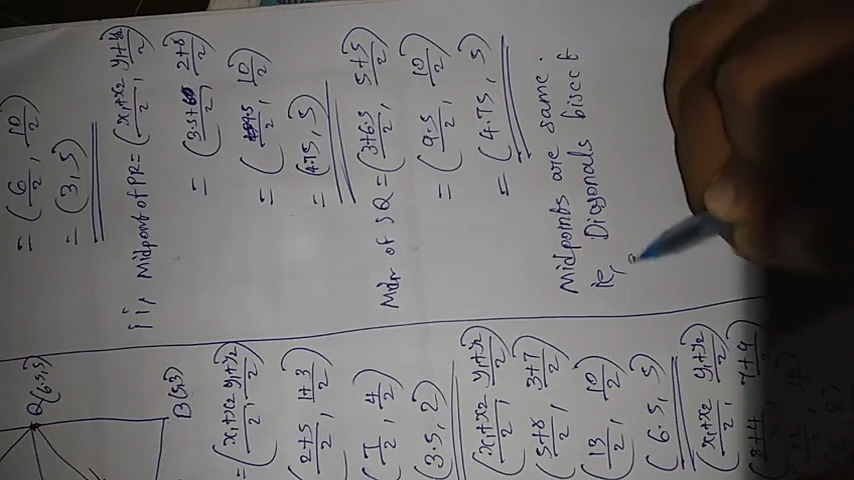 Q(6.5,5)
B(5,3)
= (x₁+x₂/2, y₁+y₂/2)
(2+5/2, 1+3/2)
(7/2, 4/2)
(3.5, 2)
(x₁+x₂/2, y₁+y₂/2)
(5+8/2, 3+7/2)
(13/2, 10/2)
(6.5, 5)
(x₁+x₂/2, y₁+y₂/2)
= (6/2, 10/2)
= (3, 5)
ii, Midpoint of PR = (x₁+x₂/2, y₁+y₂/2)
= (3.5+6/2, 2+8/2)
= (9.5/2, 10/2)
= (4.75, 5)
of SQ = (3+6.5/2, 5+5/2)
= (9.5/2, 10/2)
= (4.75, 5)
Midpoints are same.
ie, Diagonals bisect